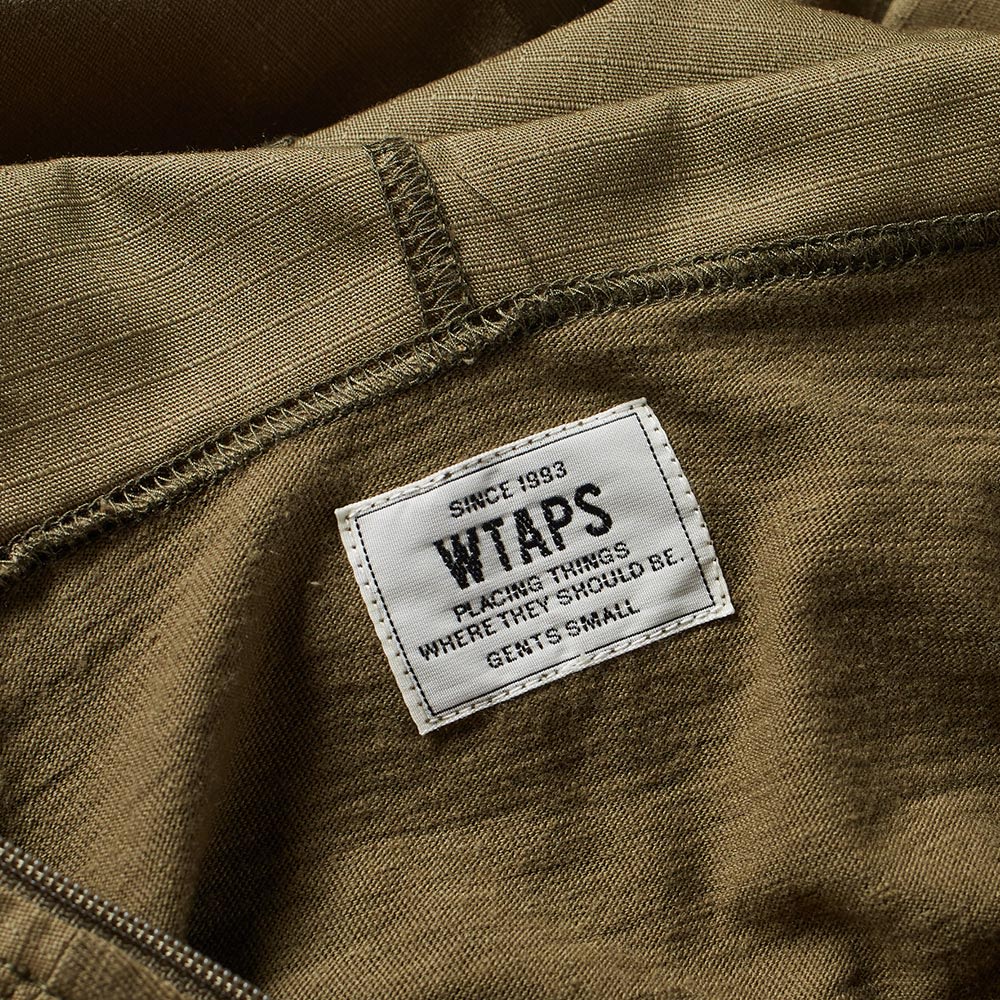 SINCE 1993
WTAPS
PLACING THINGS
WHERE THEY SHOULD BE.
GENTS SMALL